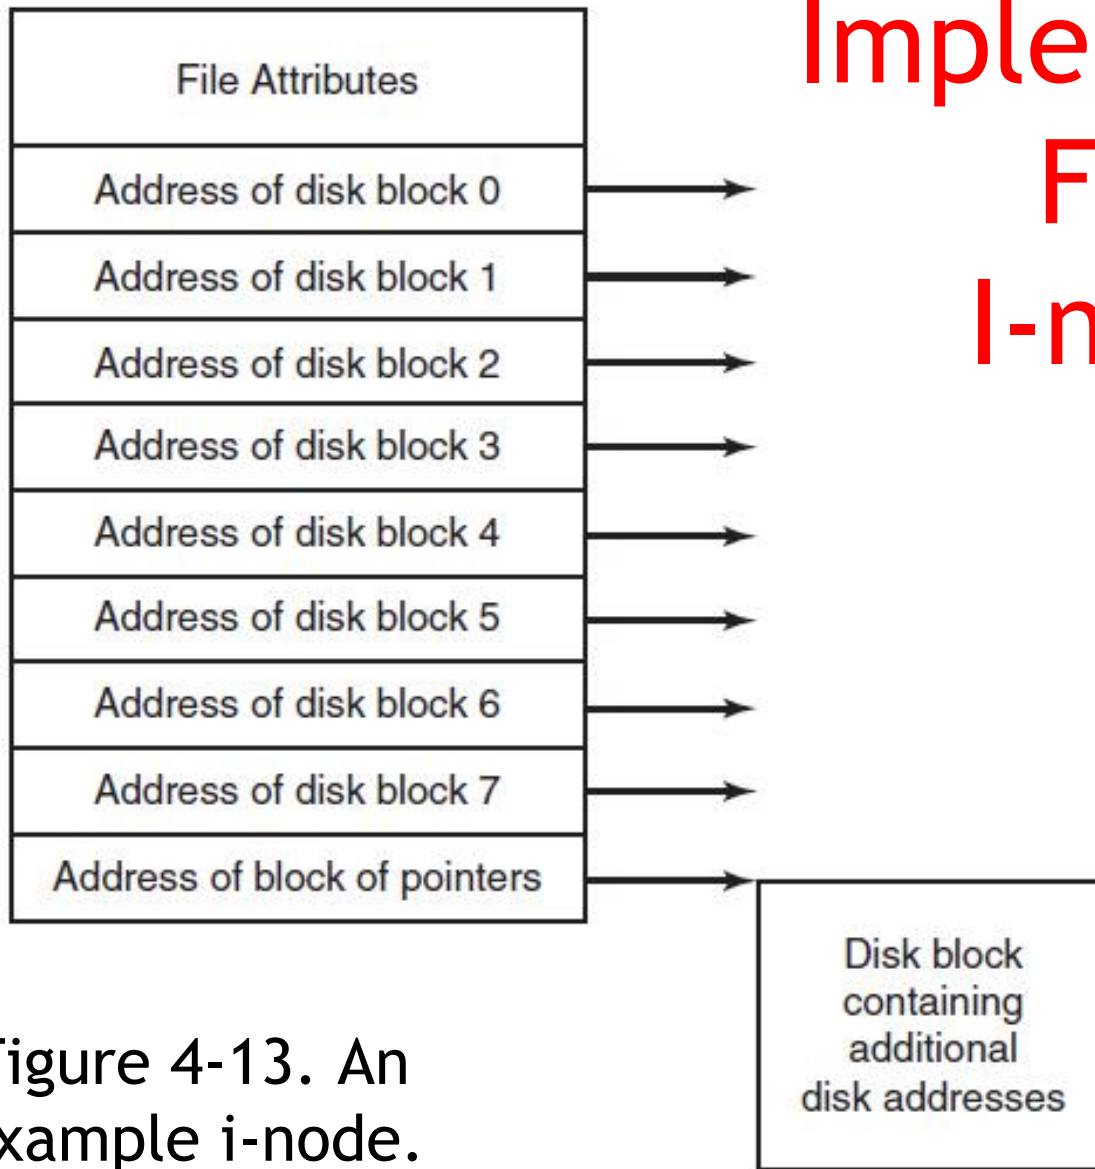 File Attributes
Address of disk block 0
Address of disk block 1
Address of disk block 2
Address of disk block 3
Address of disk block 4
Address of disk block 5
Address of disk block 6
Address of disk block 7
Address of block of pointers
Disk block
containing
additional
disk addresses
Imple
F
I-n
igure 4-13. An
xample i-node.